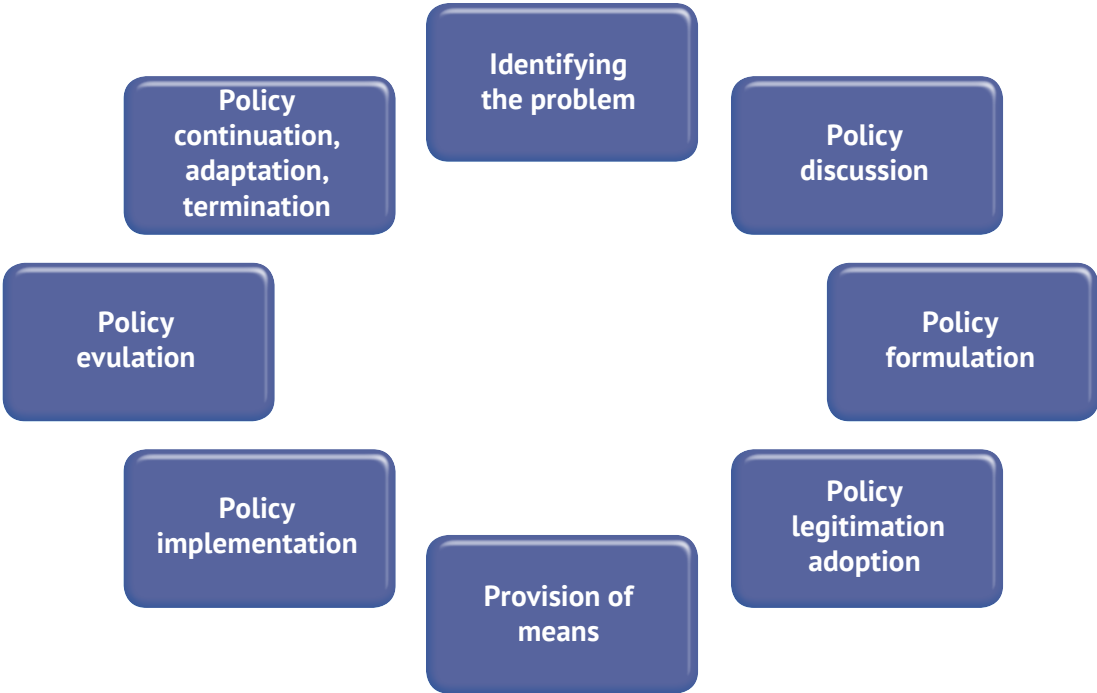 Identifying
the problem
Policy
discussion
Policy
formulation
Policy
legitimation
adoption
Provision of
means
Policy
implementation
Policy
evulation
Policy
continuation,
adaptation,
termination